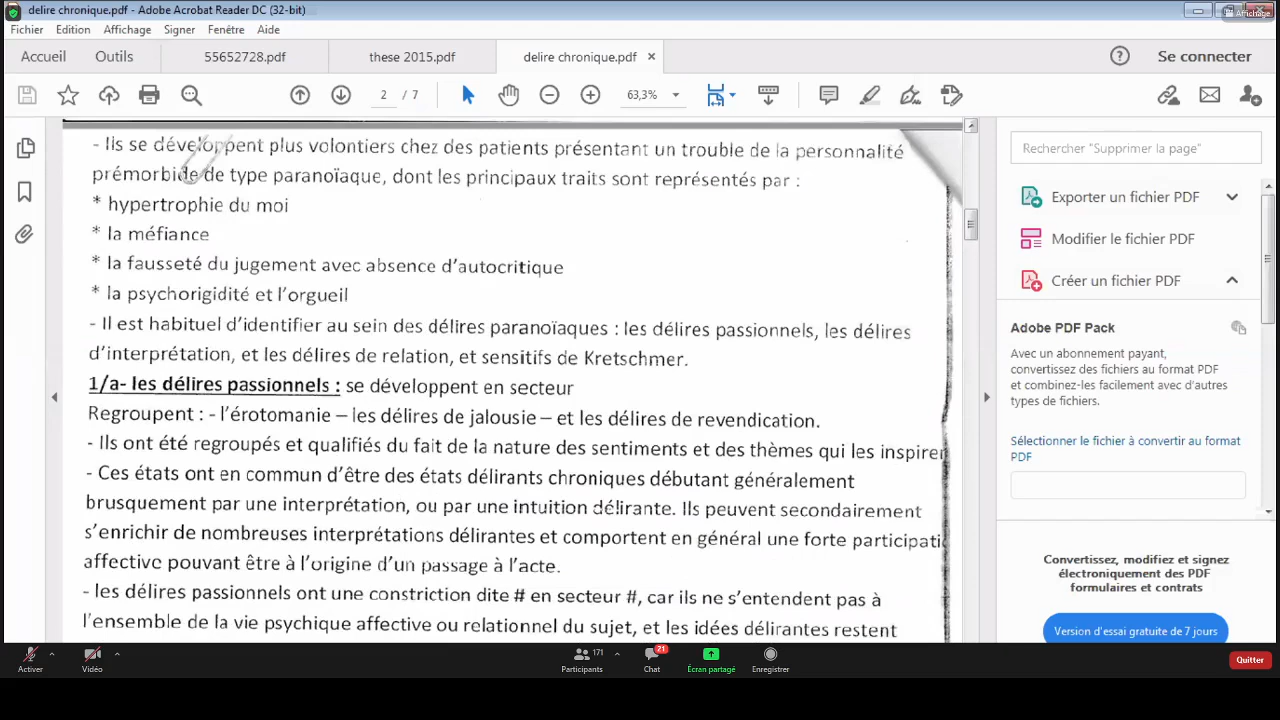 delire chronique.pdf - Adobe Acrobat Reader DC (32-bit)
Affichage
Fichier Edition Affichage Signer Fenêtre Aide
Accueil Outils 55652728.pdf these 2015.pdf delire chronique.pdf Se connecter
2 / 7 63,3%
- Ils se développent plus volontiers chez des patients présentant un trouble de la personnalité
prémorbide de type paranoïaque, dont les principaux traits sont représentés par :
* hypertrophie du moi
* la méfiance
* la fausseté du jugement avec absence d'autocritique
* la psychorigidité et l'orgueil
- Il est habituel d'identifier au sein des délires paranoïaques : les délires passionnels, les délires
d'interprétation, et les délires de relation, et sensitifs de Kretschmer.
1/a- les délires passionnels : se développent en secteur
Regroupent : - l'érotomanie – les délires de jalousie – et les délires de revendication.
- Ils ont été regroupés et qualifiés du fait de la nature des sentiments et des thèmes qui les inspirer
- Ces états ont en commun d'être des états délirants chroniques débutant généralement
brusquement par une interprétation, ou par une intuition délirante. Ils peuvent secondairement
s'enrichir de nombreuses interprétations délirantes et comportent en général une forte participati
affective pouvant être à l'origine d'un passage à l'acte.
- les délires passionnels ont une constriction dite # en secteur #, car ils ne s'entendent pas à
l'ensemble de la vie psychique affective ou relationnel du sujet, et les idées délirantes restent
Rechercher "Supprimer la page"
Exporter un fichier PDF
Modifier le fichier PDF
Créer un fichier PDF
Adobe PDF Pack
Avec un abonnement payant,
convertissez des fichiers au format PDF
et combinez-les facilement avec d'autres
types de fichiers.
Sélectionner le fichier à convertir au format
PDF
Convertissez, modifiez et signez
électroniquement des PDF
formulaires et contrats
Version d'essai gratuite de 7 jours
171 21
Activer Vidéo Participants Chat Écran partagé Enregistrer Quitter